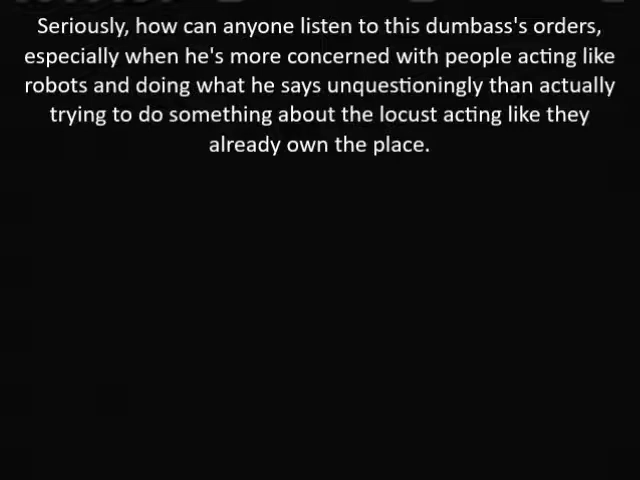 Seriously, how can anyone listen to this dumbass's orders,
especially when he's more concerned with people acting like
robots and doing what he says unquestioningly than actually
trying to do something about the locust acting like they
already own the place.